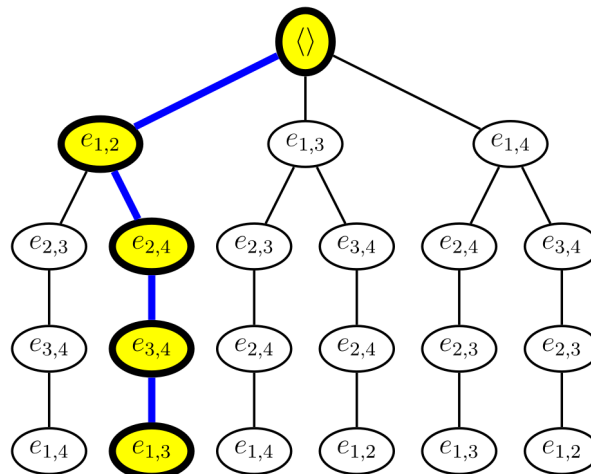 ⟨⟩
e1,2 e1,3 e1,4
e2,3 e2,4 e2,3 e3,4 e2,4 e3,4
e3,4 e3,4 e2,4 e2,4 e2,3 e2,3
e1,4 e1,3 e1,4 e1,2 e1,3 e1,2